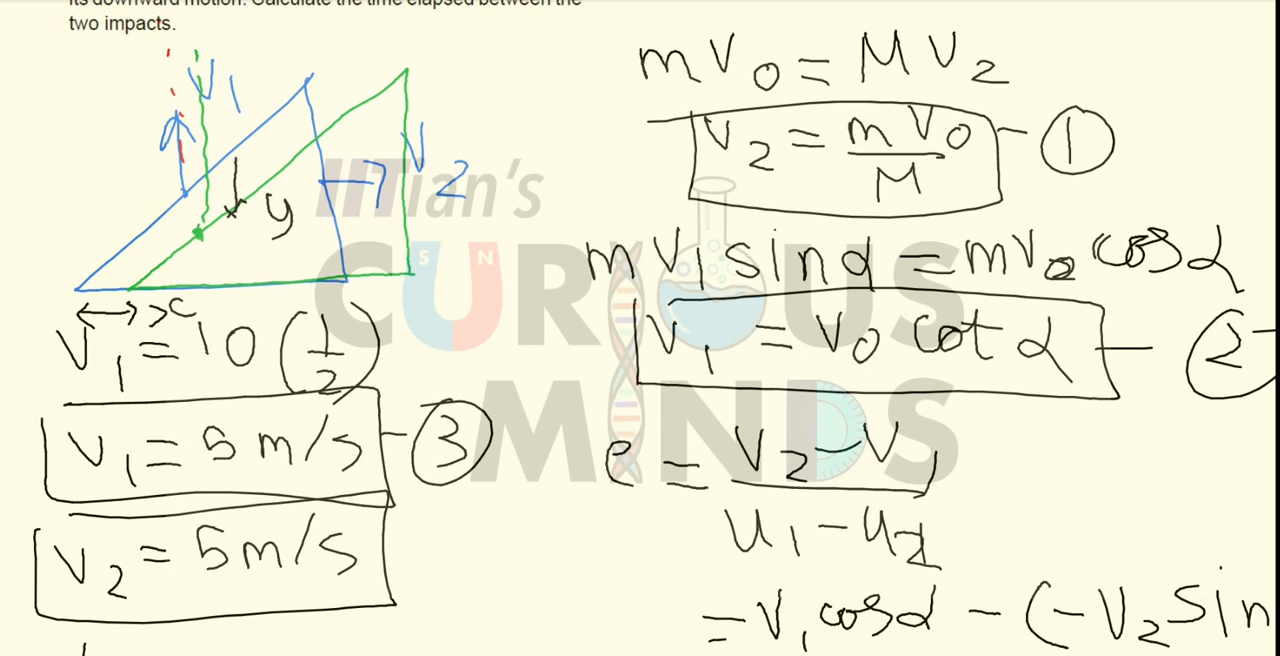 its downward motion. Calculate the time elapsed between the
two impacts.
V1
V2
y
x
mV0 = MV2
V2 = mV0/M - 1
mV1 sinα = mV0 cosα
V1 = V0 cot α - 2
e = V2 - V1 / u1 - u2
= V1 cosα - (-V2 sin
V1 = 10 (1/2)
V1 = 5 m/s - 3
V2 = 5 m/s
IITian's
CURIOUS
S N
MINDS